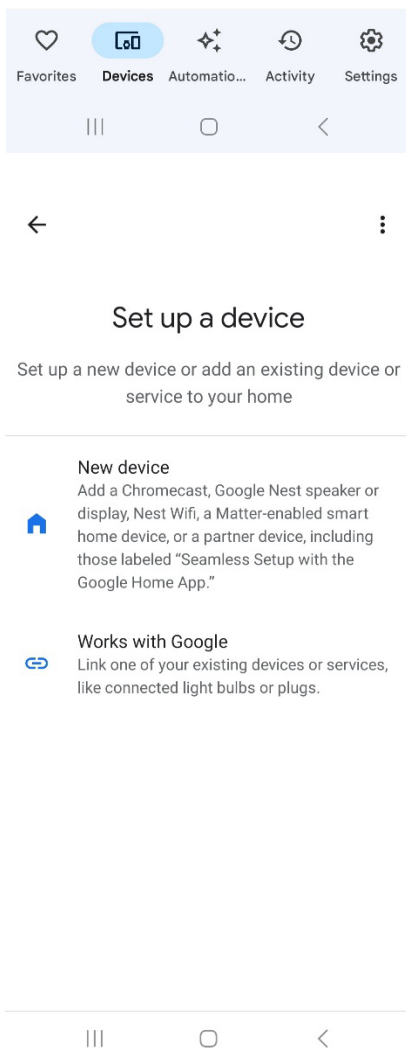 Favorites Devices Automatio... Activity Settings
Set up a device
Set up a new device or add an existing device or
service to your home
New device
Add a Chromecast, Google Nest speaker or
display, Nest Wifi, a Matter-enabled smart
home device, or a partner device, including
those labeled “Seamless Setup with the
Google Home App.”
Works with Google
Link one of your existing devices or services,
like connected light bulbs or plugs.